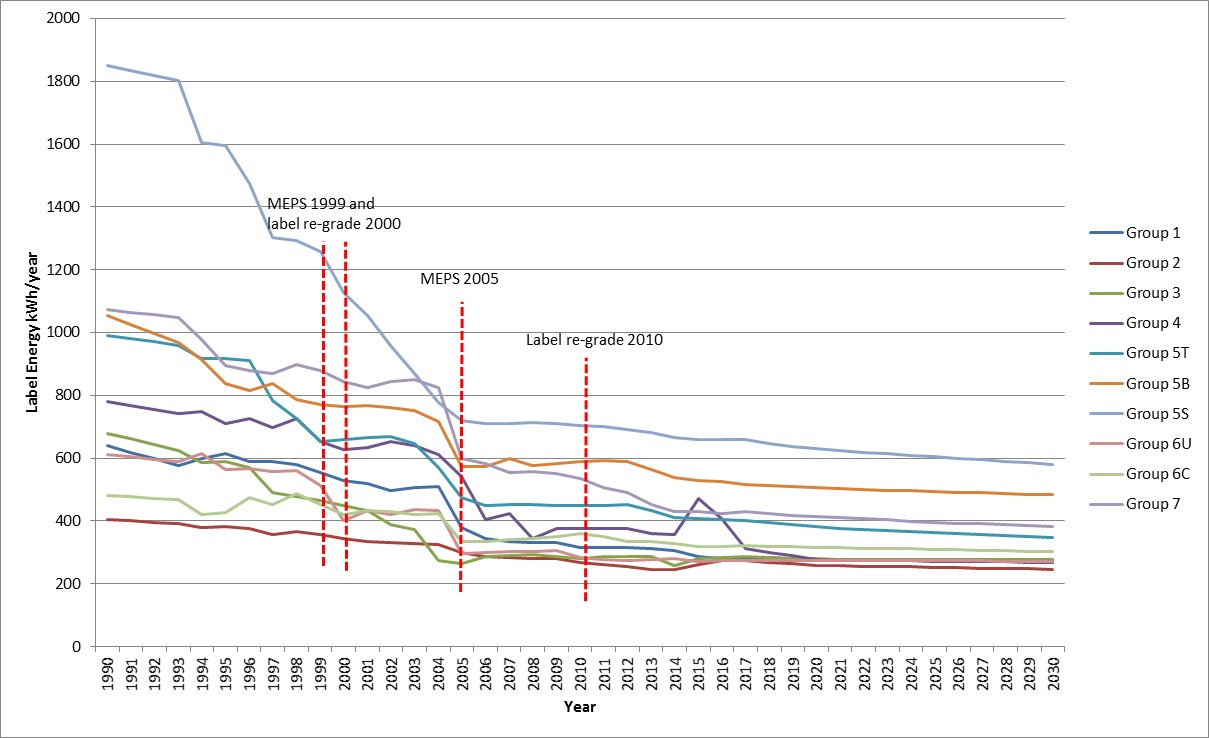 2000
1800
1600
1400
1200
1000
800
600
400
200
0
Label Energy kWh/year
MEPS 1999 and
label re-grade 2000
MEPS 2005
Label re-grade 2010
1990 1991 1992 1993 1994 1995 1996 1997 1998 1999 2000 2001 2002 2003 2004 2005 2006 2007 2008 2009 2010 2011 2012 2013 2014 2015 2016 2017 2018 2019 2020 2021 2022 2023 2024 2025 2026 2027 2028 2029 2030
Year
Group 1
Group 2
Group 3
Group 4
Group 5T
Group 5B
Group 5S
Group 6U
Group 6C
Group 7